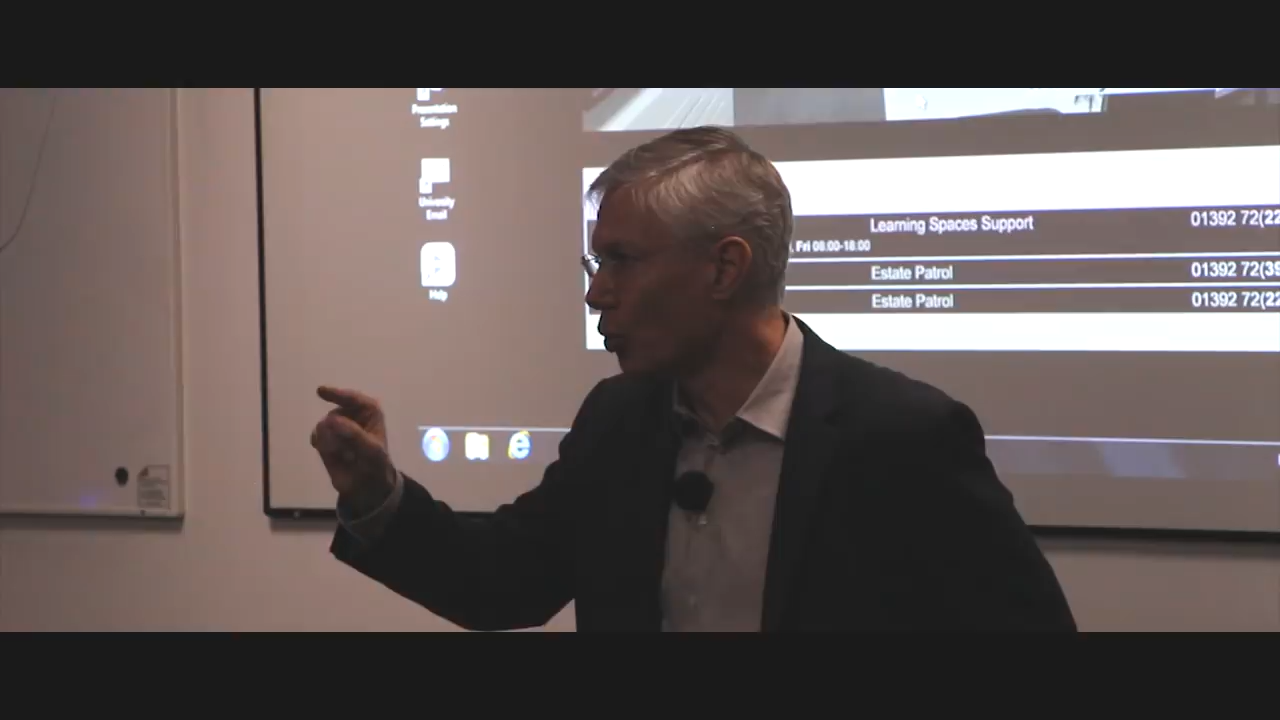 Presentation
Settings
University
Email
Help
Learning Spaces Support 01392 72(22
, Fri 08:00-18:00
Estate Patrol 01392 72(39
Estate Patrol 01392 72(22